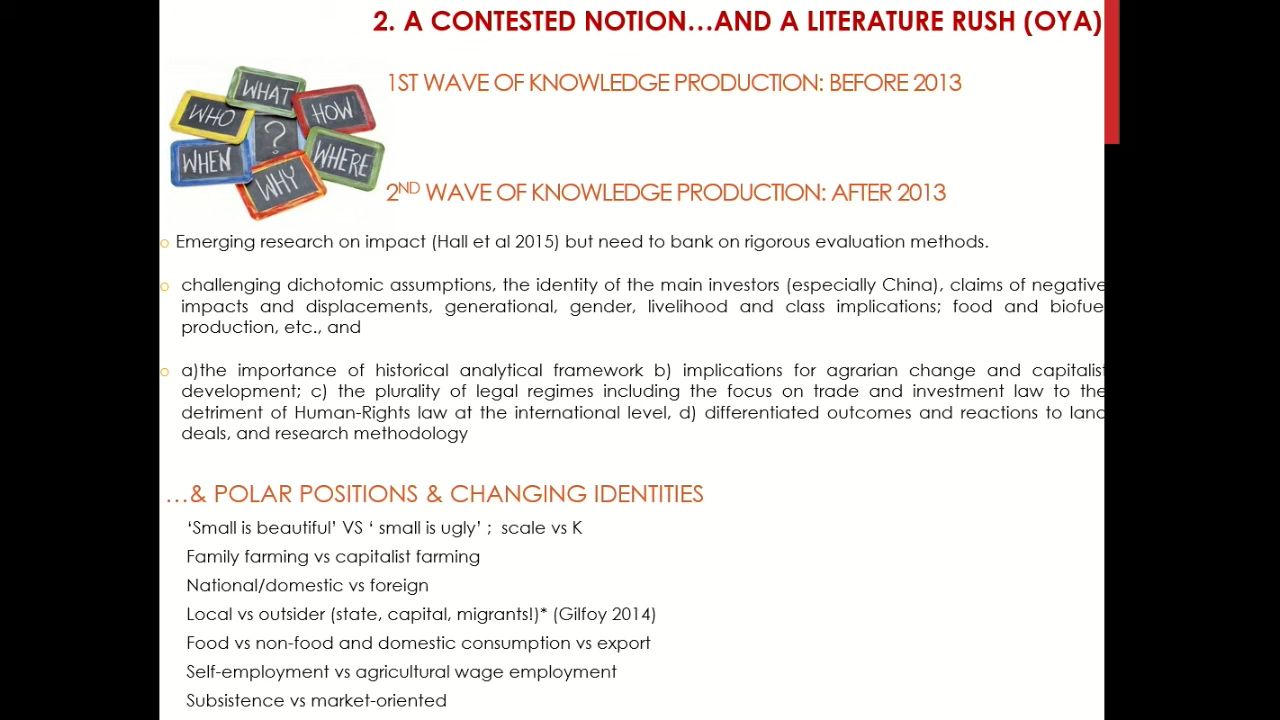 2. A CONTESTED NOTION…AND A LITERATURE RUSH (OYA)
1ST WAVE OF KNOWLEDGE PRODUCTION: BEFORE 2013
WHAT
WHO
HOW
?
WHEN
WHERE
WHY
2ND WAVE OF KNOWLEDGE PRODUCTION: AFTER 2013
o Emerging research on impact (Hall et al 2015) but need to bank on rigorous evaluation methods.
o challenging dichotomic assumptions, the identity of the main investors (especially China), claims of negative
impacts and displacements, generational, gender, livelihood and class implications; food and biofue
production, etc., and
o a)the importance of historical analytical framework b) implications for agrarian change and capitalist
development; c) the plurality of legal regimes including the focus on trade and investment law to the
detriment of Human-Rights law at the international level, d) differentiated outcomes and reactions to land
deals, and research methodology
…& POLAR POSITIONS & CHANGING IDENTITIES
‘Small is beautiful’ VS ‘ small is ugly’ ; scale vs K
Family farming vs capitalist farming
National/domestic vs foreign
Local vs outsider (state, capital, migrants!)* (Gilfoy 2014)
Food vs non-food and domestic consumption vs export
Self-employment vs agricultural wage employment
Subsistence vs market-oriented